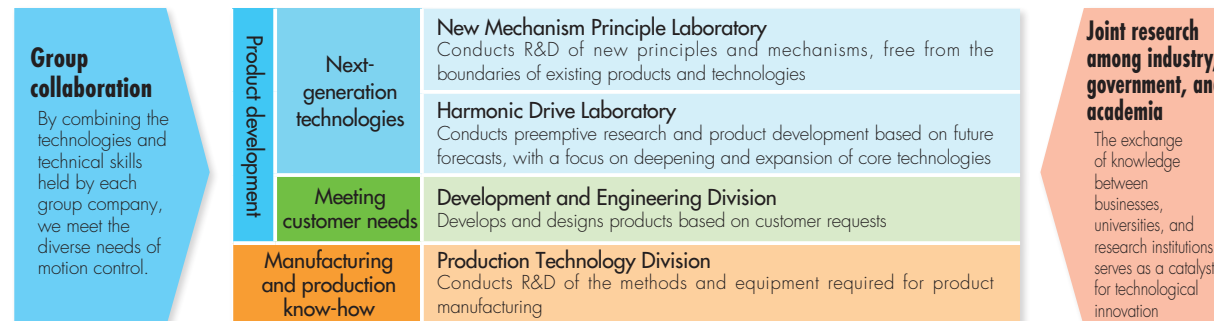 Group
collaboration
By combining the
technologies and
technical skills
held by each
group company,
we meet the
diverse needs of
motion control.
Product development
Next-
generation
technologies
New Mechanism Principle Laboratory
Conducts R&D of new principles and mechanisms, free from the
boundaries of existing products and technologies
Harmonic Drive Laboratory
Conducts preemptive research and product development based on future
forecasts, with a focus on deepening and expansion of core technologies
Meeting
customer needs
Development and Engineering Division
Develops and designs products based on customer requests
Manufacturing
and production
know-how
Production Technology Division
Conducts R&D of the methods and equipment required for product
manufacturing
Joint research
among industry,
government, and
academia
The exchange
of knowledge
between
businesses,
universities, and
research institutions
serves as a catalyst
for technological
innovation